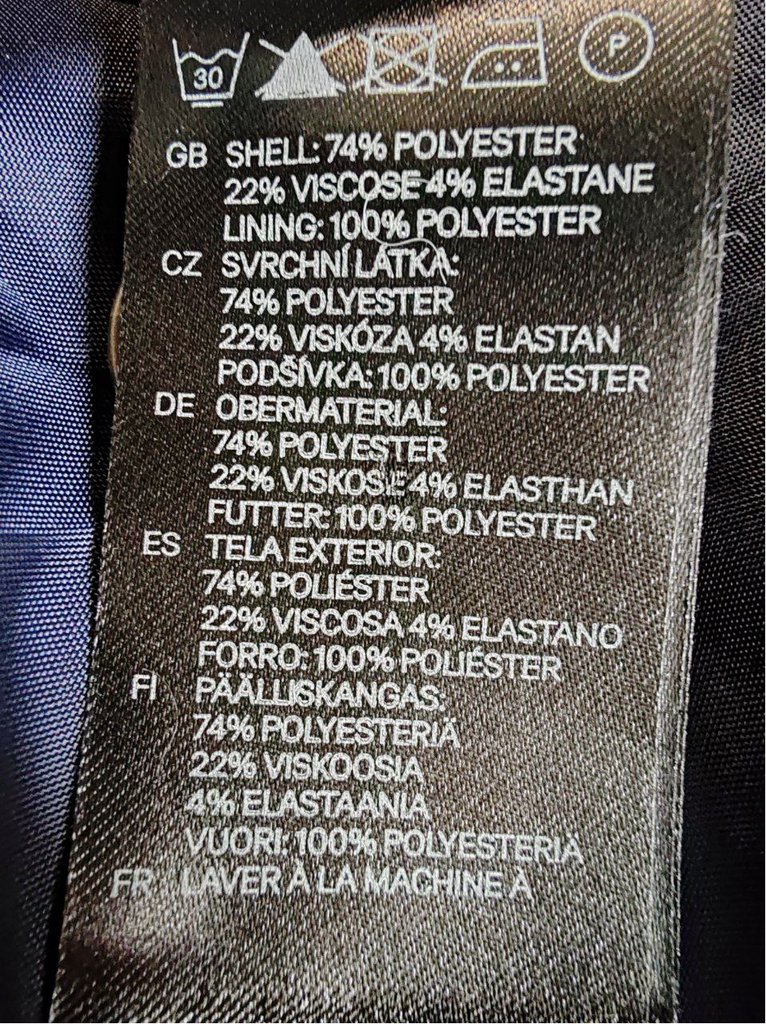 30 P
GB SHELL: 74% POLYESTER
22% VISCOSE 4% ELASTANE
LINING: 100% POLYESTER
CZ SVRCHNÍ LÁTKA:
74% POLYESTER
22% VISKÓZA 4% ELASTAN
PODŠÍVKA: 100% POLYESTER
DE OBERMATERIAL:
74% POLYESTER
22% VISKOSE 4% ELASTHAN
FUTTER: 100% POLYESTER
ES TELA EXTERIOR:
74% POLIÉSTER
22% VISCOSA 4% ELASTANO
FORRO: 100% POLIÉSTER
FI PÄÄLLISKANGAS:
74% POLYESTERIÄ
22% VISKOOSIA
4% ELASTAANIA
VUORI: 100% POLYESTERIÄ
FR LAVER À LA MACHINE À